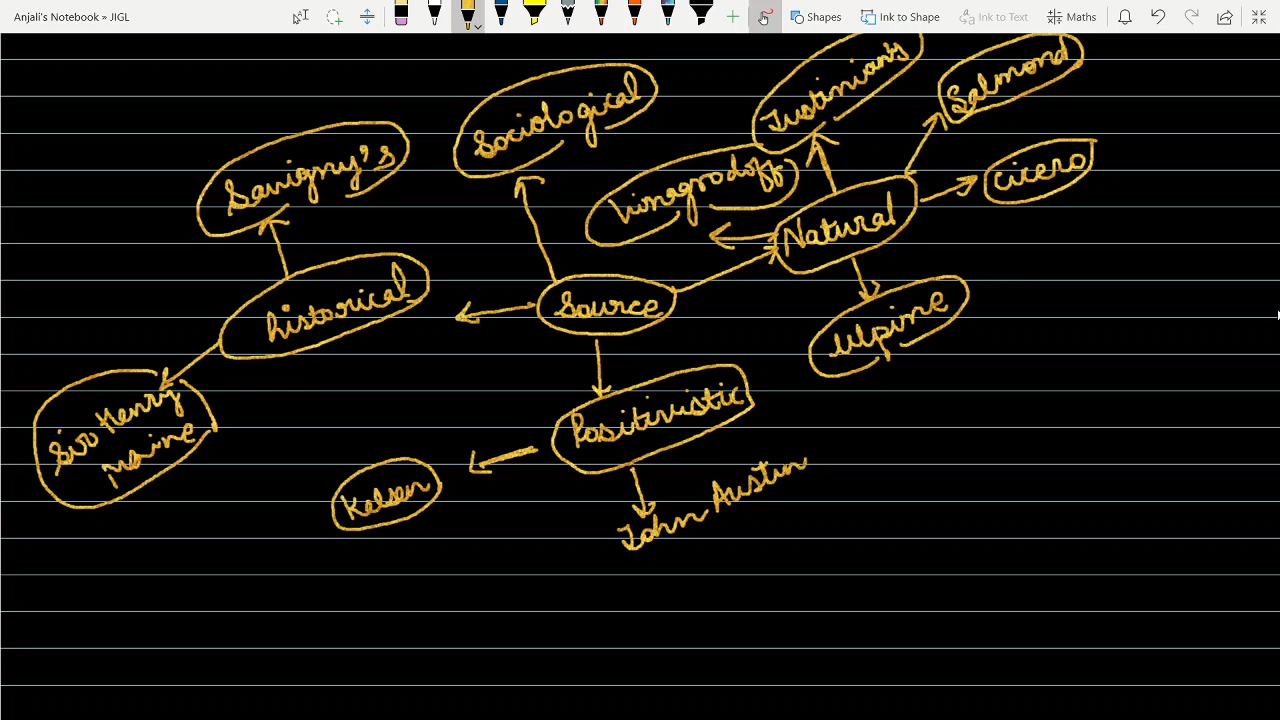 Anjali's Notebook » JIGL
Shapes
Ink to Shape
Ink to Text
Maths
Justinian's
Salmond
Sociological
Savigny's
Vinogrodoff
cicero
Natural
historical
Source
Ulpine
Positivistic
Sir Henry
Maine
Kelsen
John Austin